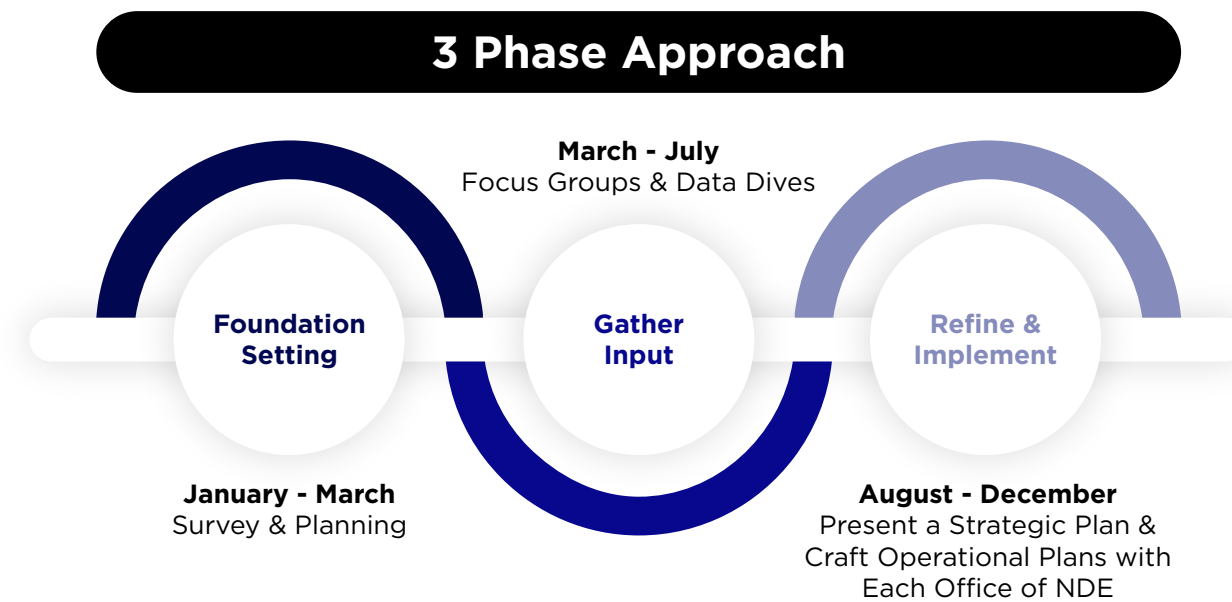 3 Phase Approach
Foundation
Setting
January - March
Survey & Planning
March - July
Focus Groups & Data Dives
Gather
Input
Refine &
Implement
August - December
Present a Strategic Plan &
Craft Operational Plans with
Each Office of NDE